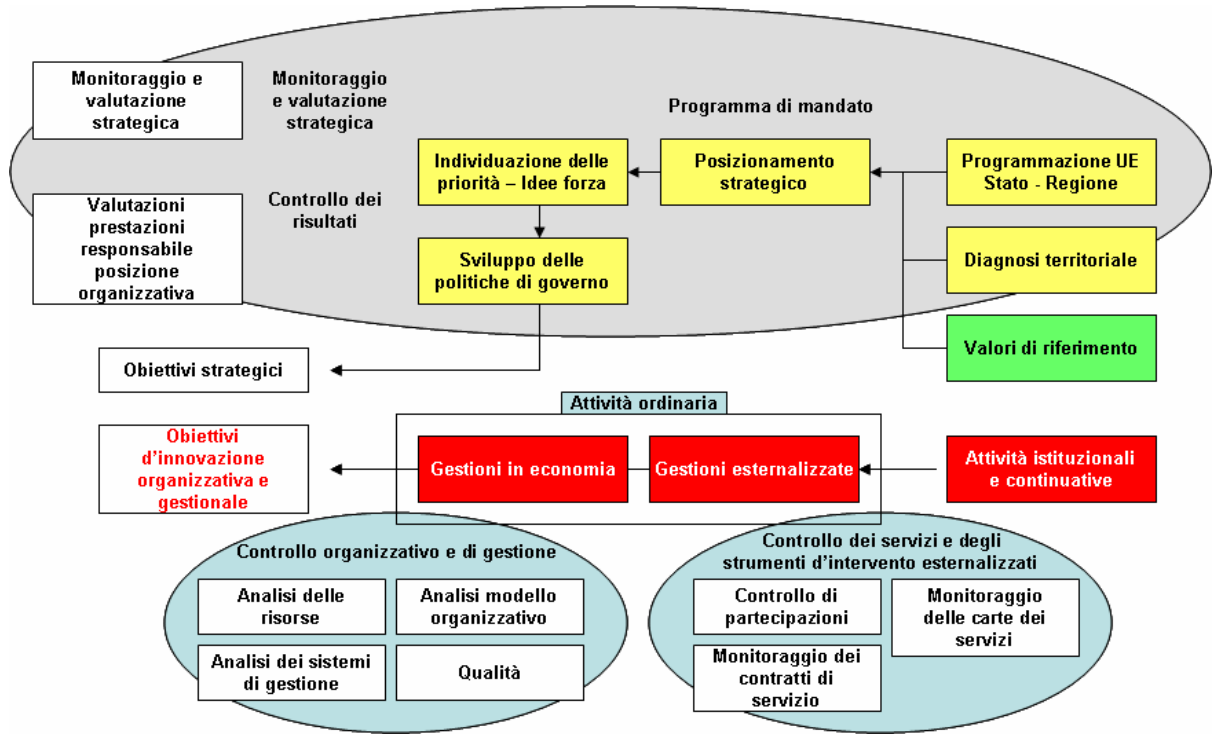 Monitoraggio e
valutazione
strategica
Monitoraggio
e valutazione
strategica
Programma di mandato
Individuazione delle
priorità – Idee forza
Posizionamento
strategico
Programmazione UE
Stato - Regione
Valutazioni
prestazioni
responsabile
posizione
organizzativa
Controllo dei
risultati
Sviluppo delle
politiche di governo
Diagnosi territoriale
Valori di riferimento
Obiettivi strategici
Attività ordinaria
Obiettivi
d'innovazione
organizzativa e
gestionale
Gestioni in economia
Gestioni esternalizzate
Attività istituzionali
e continuative
Controllo organizzativo e di gestione
Analisi delle
risorse
Analisi modello
organizzativo
Analisi dei sistemi
di gestione
Qualità
Controllo dei servizi e degli
strumenti d'intervento esternalizzati
Controllo di
partecipazioni
Monitoraggio
delle carte dei
servizi
Monitoraggio dei
contratti di
servizio